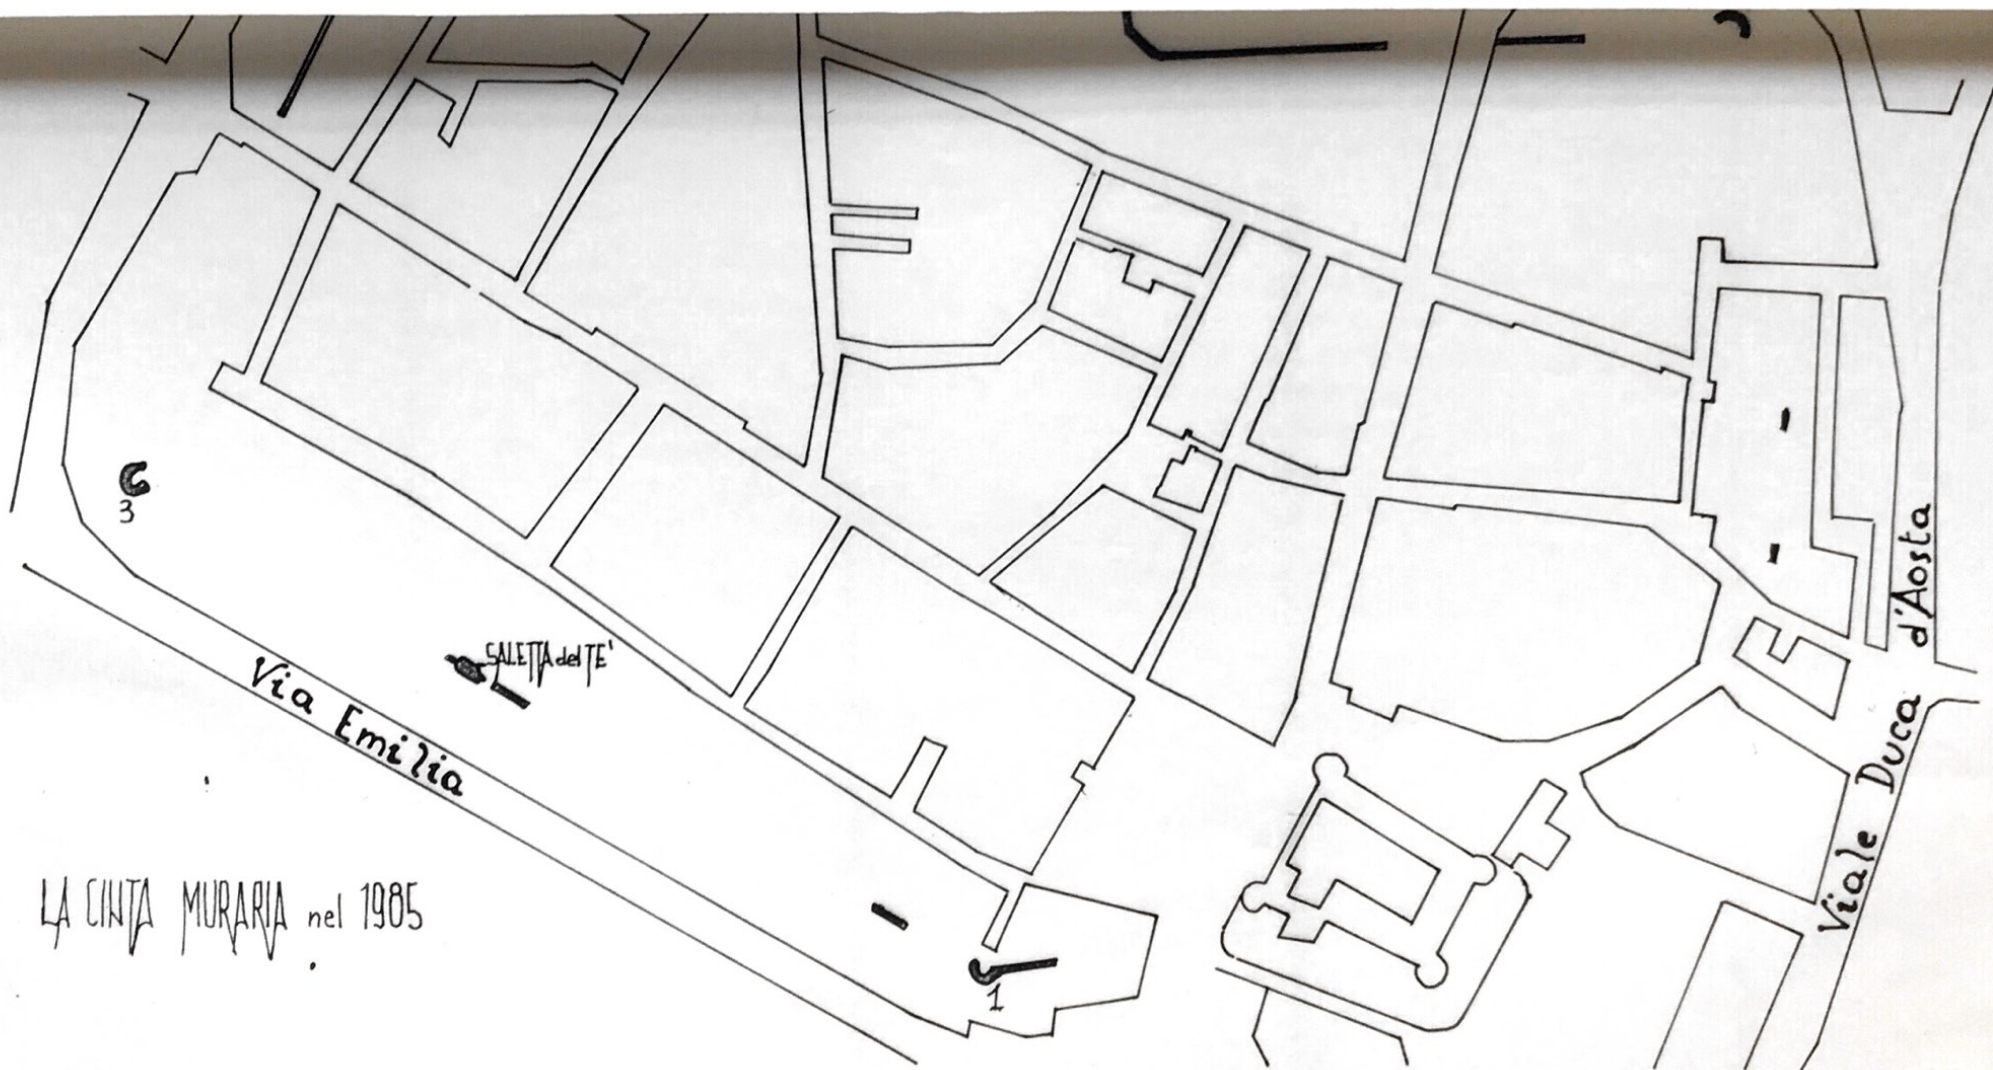 3
SALETTA del TE'
Via Emilia
d'Aosta
Duca
Viale
LA CINTA MURARIA nel 1985
1